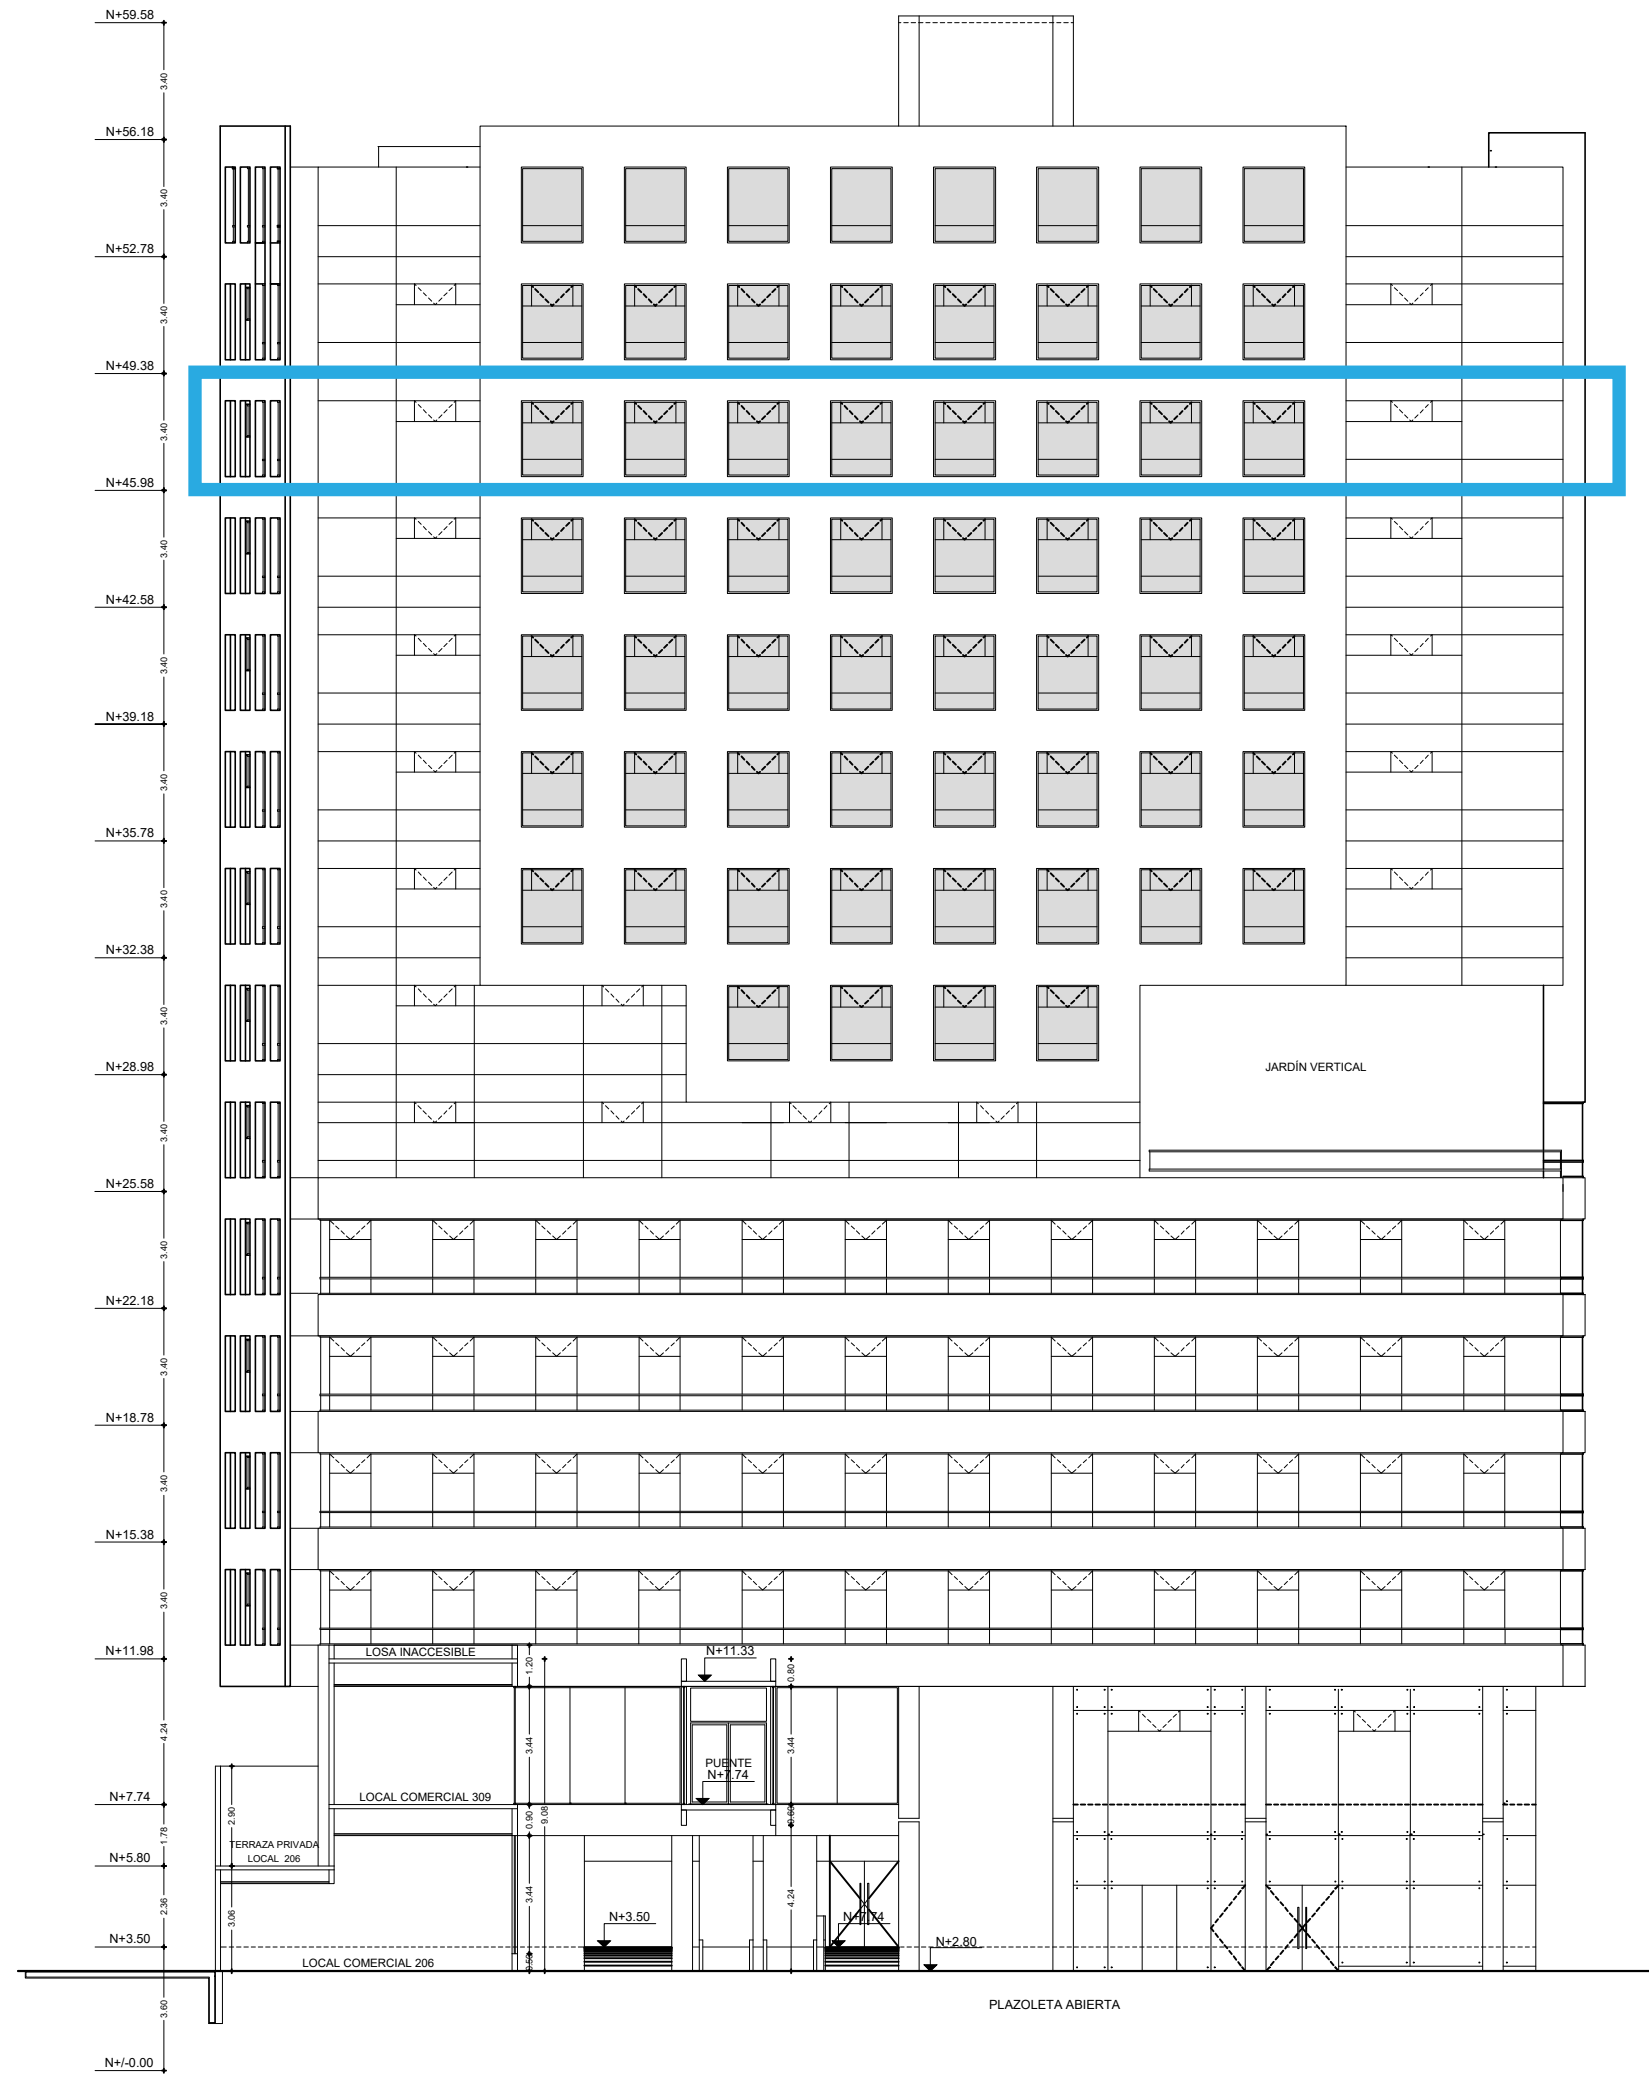 N+59.58
3.40
N+56.18
3.40
N+52.78
3.40
N+49.38
3.40
N+45.98
3.40
N+42.58
3.40
N+39.18
3.40
N+35.78
3.40
N+32.38
3.40
N+28.98
JARDÍN VERTICAL
3.40
N+25.58
3.40
N+22.18
3.40
N+18.78
3.40
N+15.38
3.40
N+11.98
LOSA INACCESIBLE
1.20
N+11.33
0.80
4.24
3.44
3.44
PUENTE
N+7.74
N+7.74
LOCAL COMERCIAL 309
2.90
0.90
9.08
0.60
1.78
TERRAZA PRIVADA
LOCAL 206
N+5.80
2.36
3.06
3.44
4.24
N+3.50
N+7.74
N+3.50
N+2.80
LOCAL COMERCIAL 206
0.50
3.60
PLAZOLETA ABIERTA
N+/-0.00